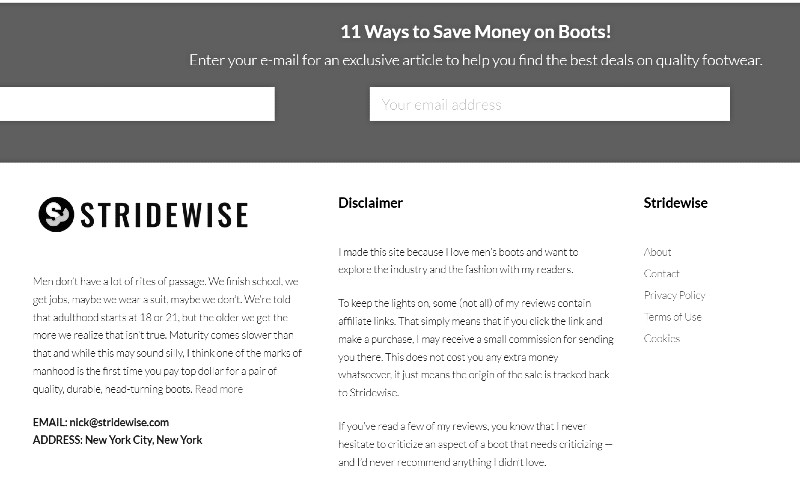 11 Ways to Save Money on Boots!
Enter your e-mail for an exclusive article to help you find the best deals on quality footwear.
Your email address
STRIDEWISE
Men don't have a lot of rites of passage. We finish school, we
get jobs, maybe we wear a suit, maybe we don't. We're told
that adulthood starts at 18 or 21, but the older we get the
more we realize that isn't true. Maturity comes slower than
that and while this may sound silly, I think one of the marks of
manhood is the first time you pay top dollar for a pair of
quality, durable, head-turning boots. Read more
EMAIL: nick@stridewise.com
ADDRESS: New York City, New York
Disclaimer
I made this site because I love men's boots and want to
explore the industry and the fashion with my readers.
To keep the lights on, some (not all) of my reviews contain
affiliate links. That simply means that if you click the link and
make a purchase, I may receive a small commission for sending
you there. This does not cost you any extra money
whatsoever, it just means the origin of the sale is tracked back
to Stridewise.
If you've read a few of my reviews, you know that I never
hesitate to criticize an aspect of a boot that needs criticizing —
and I'd never recommend anything I didn't love.
Stridewise
About
Contact
Privacy Policy
Terms of Use
Cookies